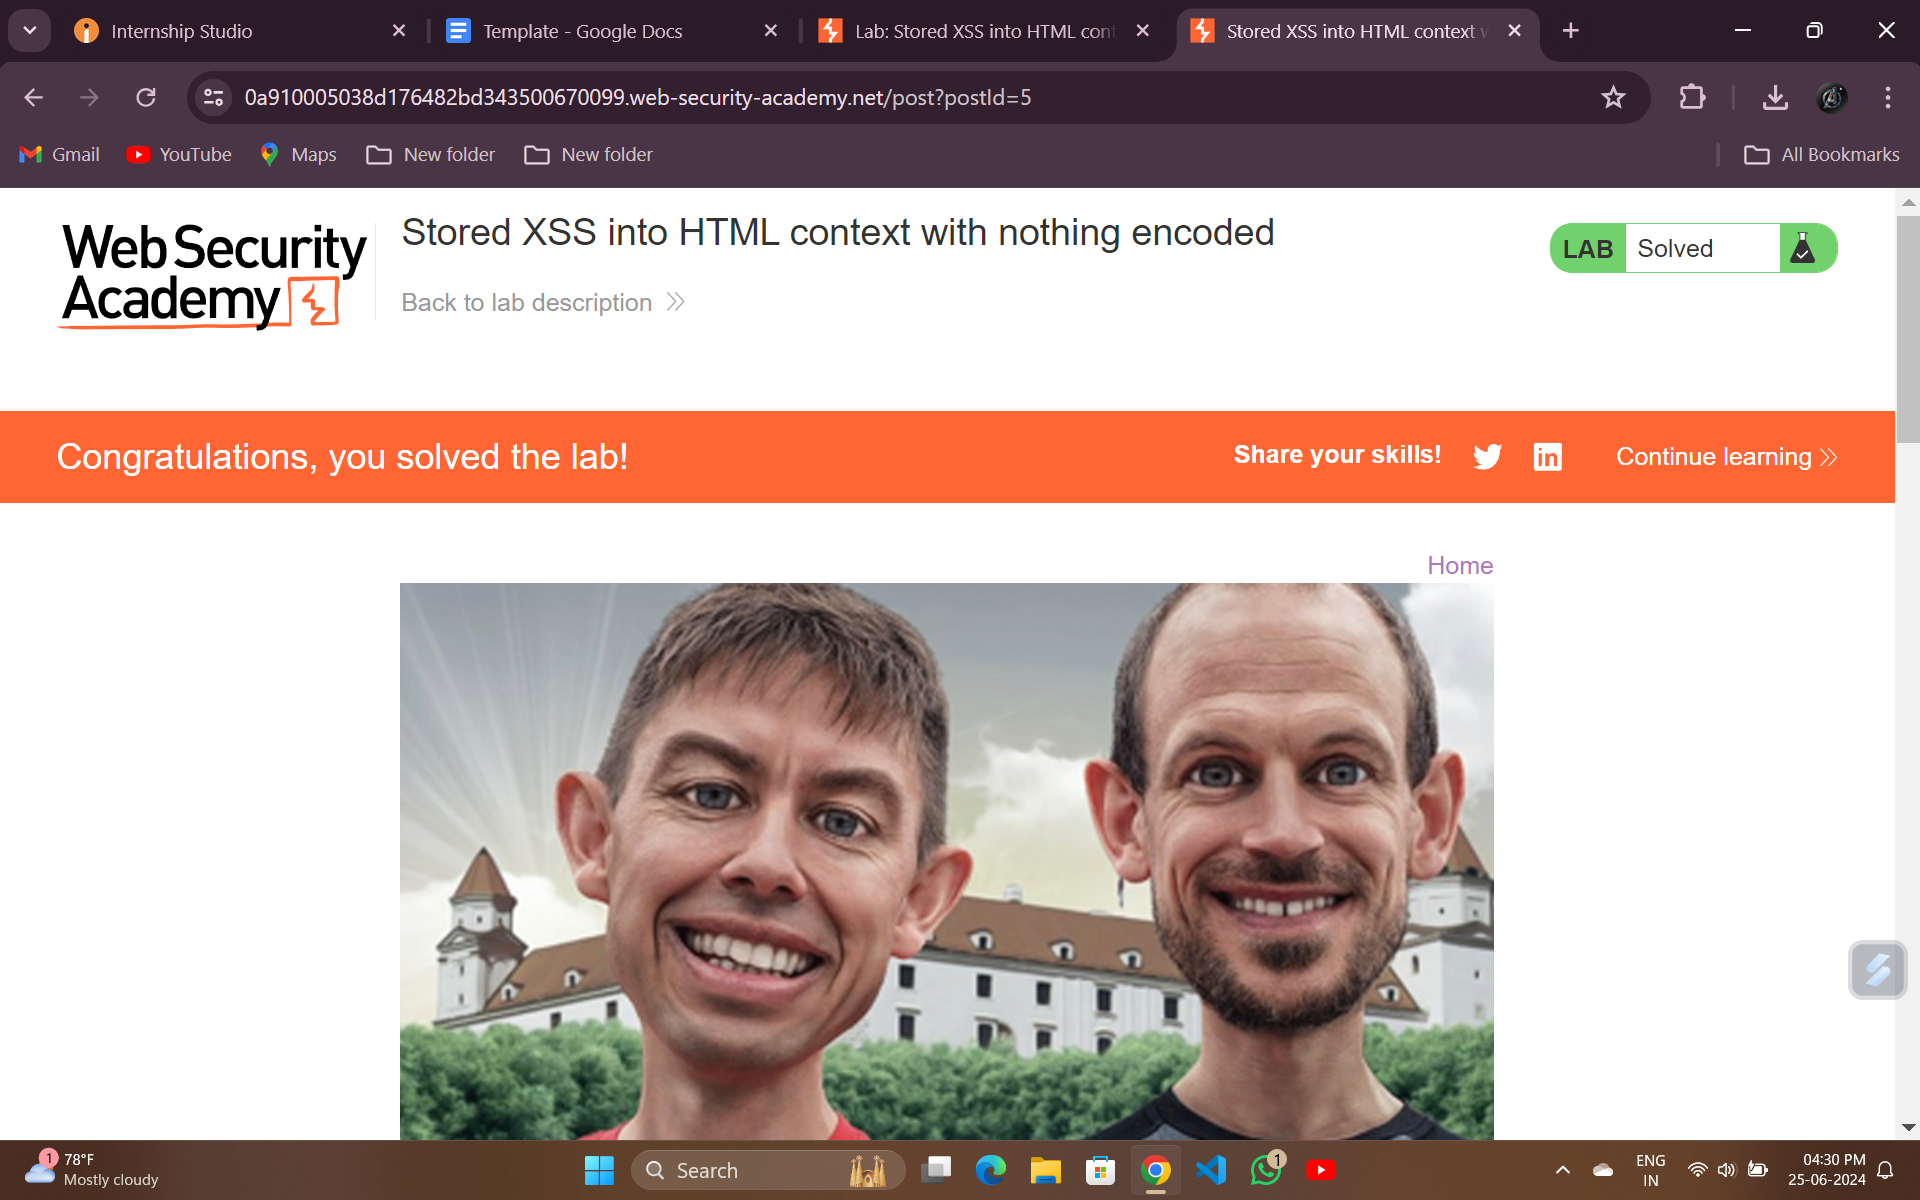 Internship Studio
Template - Google Docs
Lab: Stored XSS into HTML cont
Stored XSS into HTML context w
0a910005038d176482bd343500670099.web-security-academy.net/post?postId=5
Gmail
YouTube
Maps
New folder
New folder
All Bookmarks
Web Security
Academy
Stored XSS into HTML context with nothing encoded
Back to lab description
LAB Solved
Congratulations, you solved the lab!
Share your skills!
Continue learning
Home
1
78°F
Mostly cloudy
Search
1
ENG
IN
04:30 PM
25-06-2024